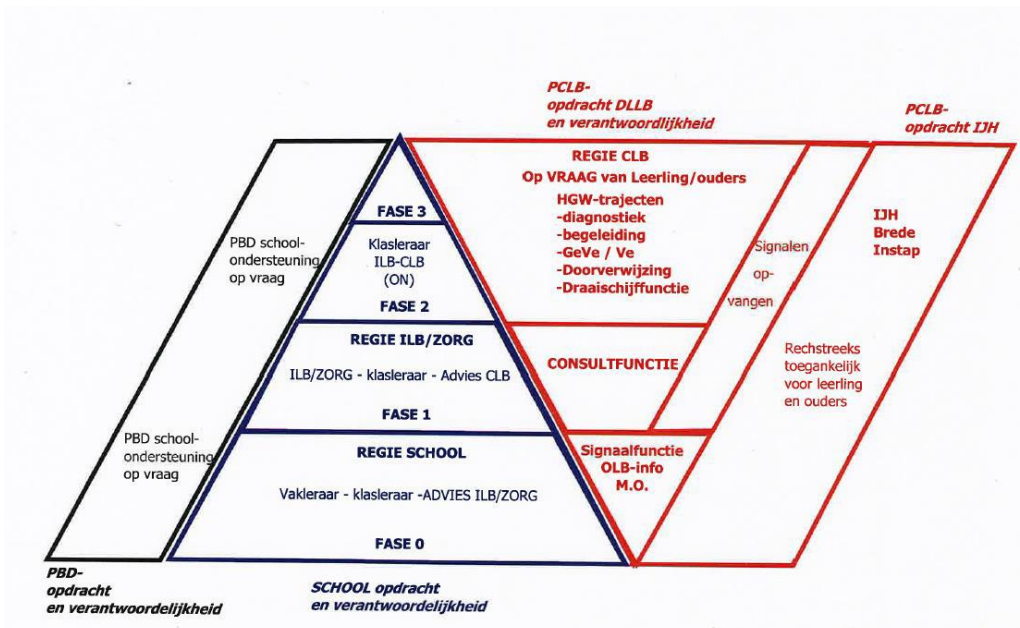 PCLB-
opdracht DLLB
en verantwoordlijkheid
PCLB-
opdracht IJH
REGIE CLB
Op VRAAG van Leerling/ouders
HGW-trajecten
-diagnostiek
-begeleiding
-GeVe / Ve
-Doorverwijzing
-Draaischijffunctie
FASE 3
Klasleraar
ILB-CLB
(ON)
FASE 2
PBD school-
ondersteuning
op vraag
Signalen
op-
vangen
IJH
Brede
Instap
REGIE ILB/ZORG
ILB/ZORG - klasleraar - Advies CLB
FASE 1
CONSULTFUNCTIE
Rechstreeks
toegankelijk
voor leerling
en ouders
PBD school-
ondersteuning
op vraag
REGIE SCHOOL
Vakleraar - klasleraar -ADVIES ILB/ZORG
FASE 0
Signaalfunctie
OLB-info
M.O.
PBD-
opdracht
en verantwoordelijkheid
SCHOOL opdracht
en verantwoordelijkheid